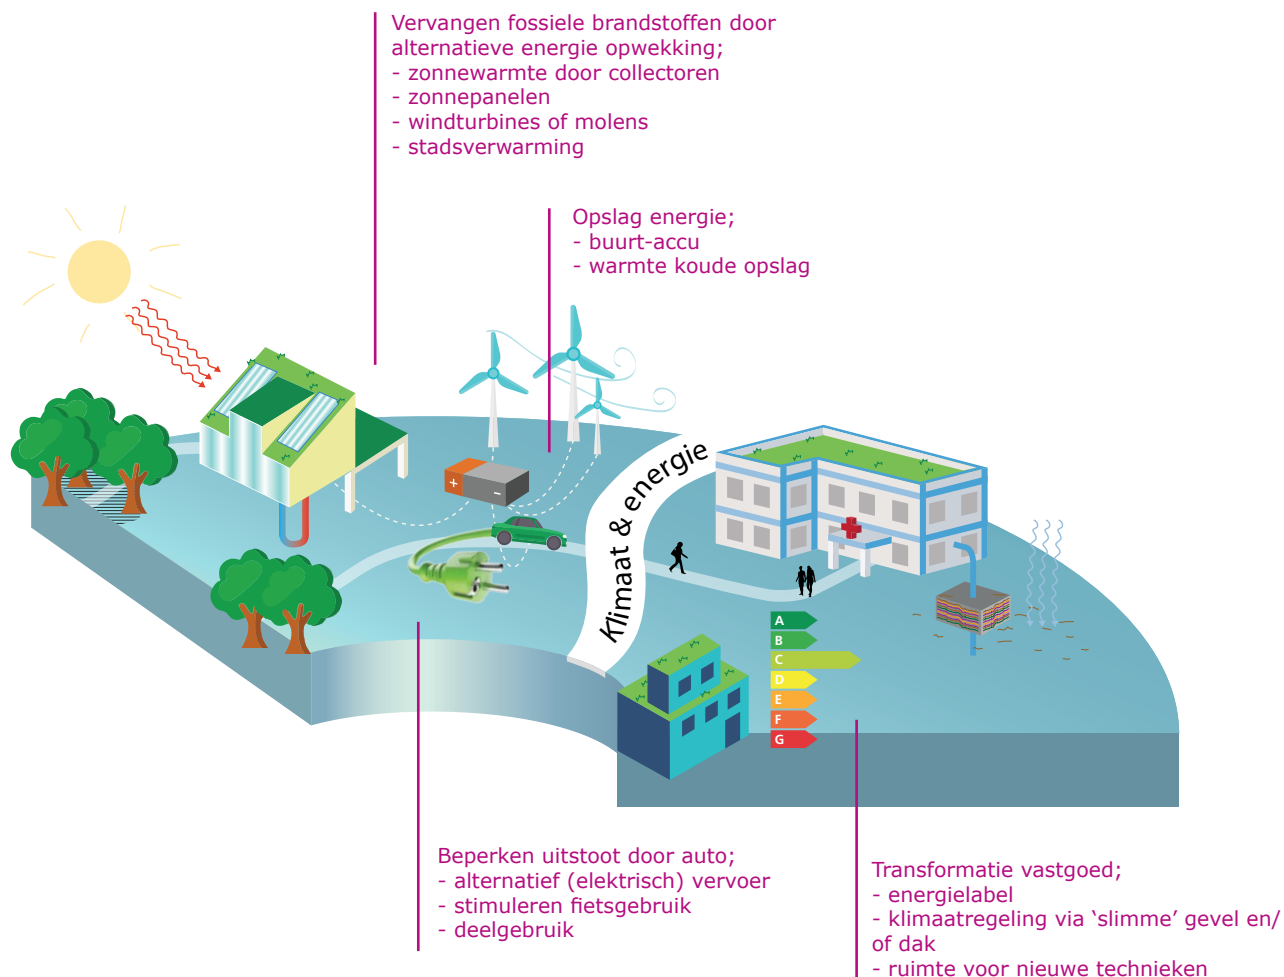 Vervangen fossiele brandstoffen door
alternatieve energie opwekking;
- zonnewarmte door collectoren
- zonnepanelen
- windturbines of molens
- stadsverwarming
Opslag energie;
- buurt-accu
- warmte koude opslag
+
-
Klimaat & energie
A
B
C
D
E
F
G
Beperken uitstoot door auto;
- alternatief (elektrisch) vervoer
- stimuleren fietsgebruik
- deelgebruik
Transformatie vastgoed;
- energielabel
- klimaatregeling via ‘slimme’ gevel en/
of dak
- ruimte voor nieuwe technieken